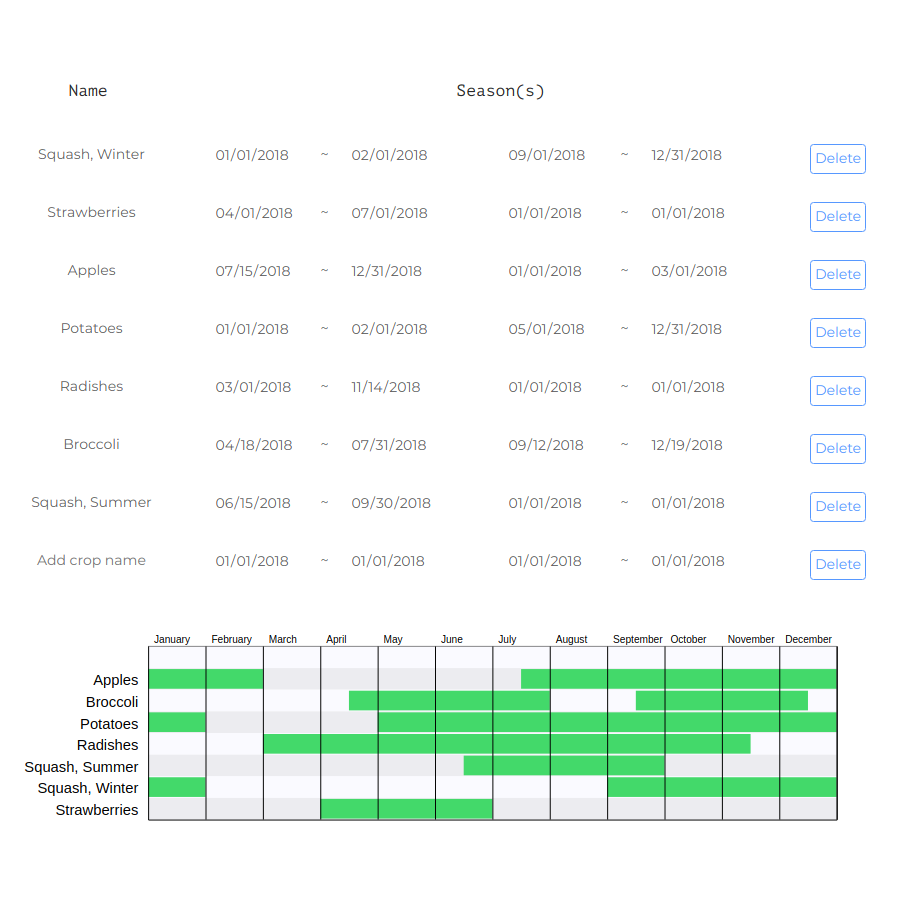 Name Season(s)
Squash, Winter 01/01/2018 ~ 02/01/2018 09/01/2018 ~ 12/31/2018 Delete
Strawberries 04/01/2018 ~ 07/01/2018 01/01/2018 ~ 01/01/2018 Delete
Apples 07/15/2018 ~ 12/31/2018 01/01/2018 ~ 03/01/2018 Delete
Potatoes 01/01/2018 ~ 02/01/2018 05/01/2018 ~ 12/31/2018 Delete
Radishes 03/01/2018 ~ 11/14/2018 01/01/2018 ~ 01/01/2018 Delete
Broccoli 04/18/2018 ~ 07/31/2018 09/12/2018 ~ 12/19/2018 Delete
Squash, Summer 06/15/2018 ~ 09/30/2018 01/01/2018 ~ 01/01/2018 Delete
Add crop name 01/01/2018 ~ 01/01/2018 01/01/2018 ~ 01/01/2018 Delete
January February March April May June July August September October November December
Apples
Broccoli
Potatoes
Radishes
Squash, Summer
Squash, Winter
Strawberries